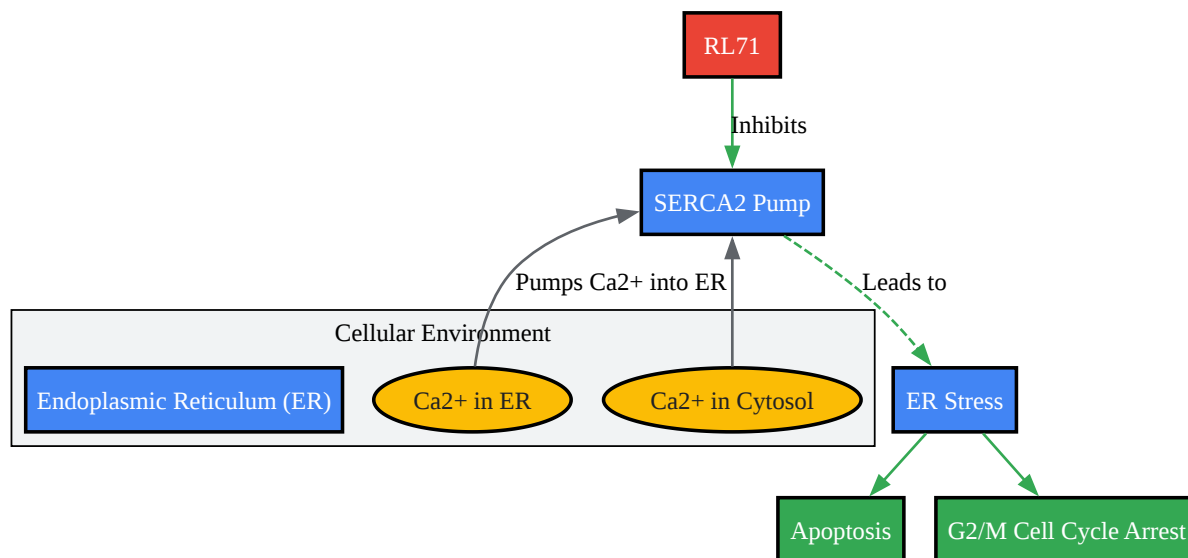 RL71
Inhibits
SERCA2 Pump
Pumps Ca2+ into ER
Leads to
Cellular Environment
Endoplasmic Reticulum (ER)
Ca2+ in ER
Ca2+ in Cytosol
ER Stress
Apoptosis
G2/M Cell Cycle Arrest